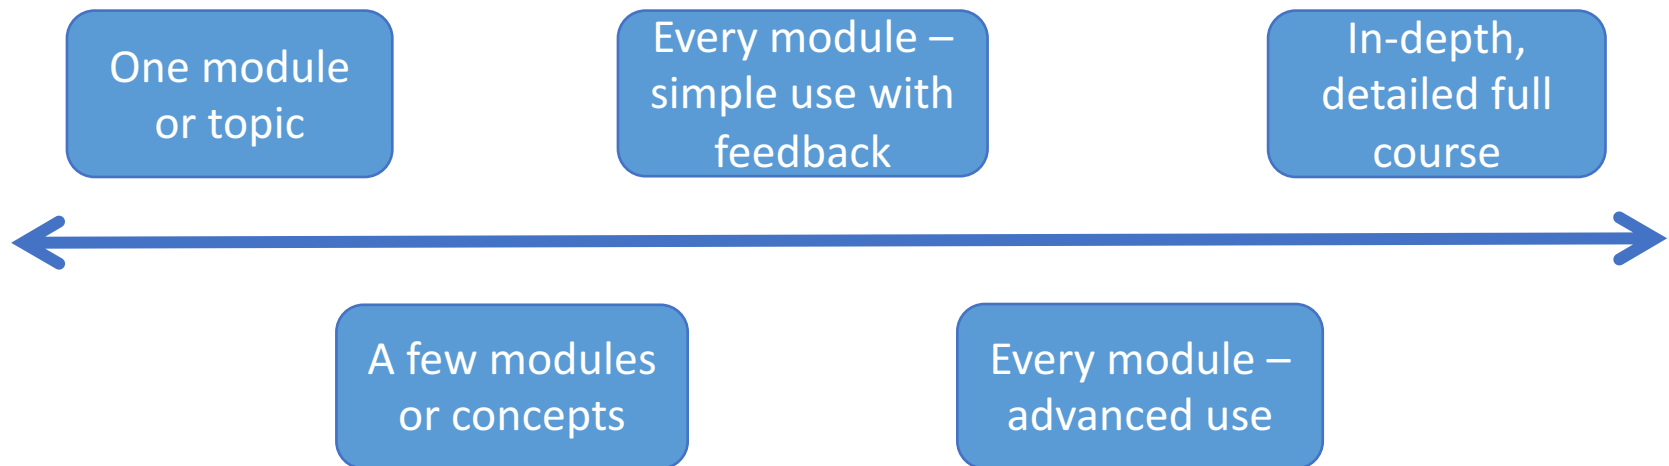 One module
or topic
Every module –
simple use with
feedback
In-depth,
detailed full
course
A few modules
or concepts
Every module –
advanced use